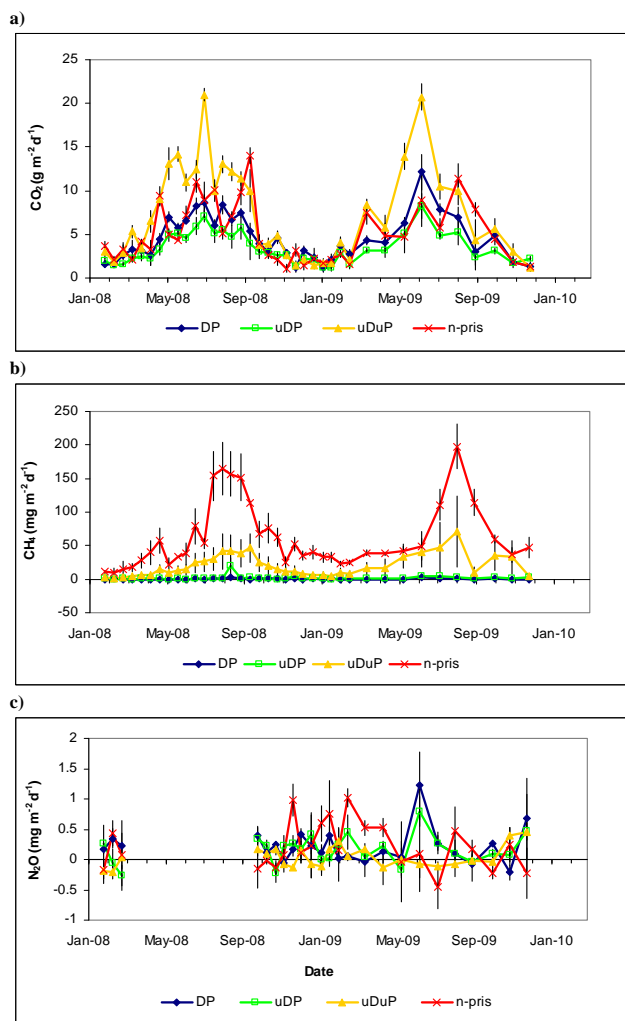 a)
25
20
15
10
5
0
CO₂(g m⁻² d⁻¹)
Jan-08 May-08 Sep-08 Jan-09 May-09 Sep-09 Jan-10
DP uDP uDuP n-pris
b)
250
200
150
100
50
0
-50
CH₄ (mg m⁻² d⁻¹)
Jan-08 May-08 Sep-08 Jan-09 May-09 Sep-09 Jan-10
DP uDP uDuP n-pris
c)
2
1.5
1
0.5
0
-0.5
-1
N₂O (mg m⁻² d⁻¹)
Jan-08 May-08 Sep-08 Jan-09 May-09 Sep-09 Jan-10
Date
DP uDP uDuP n-pris